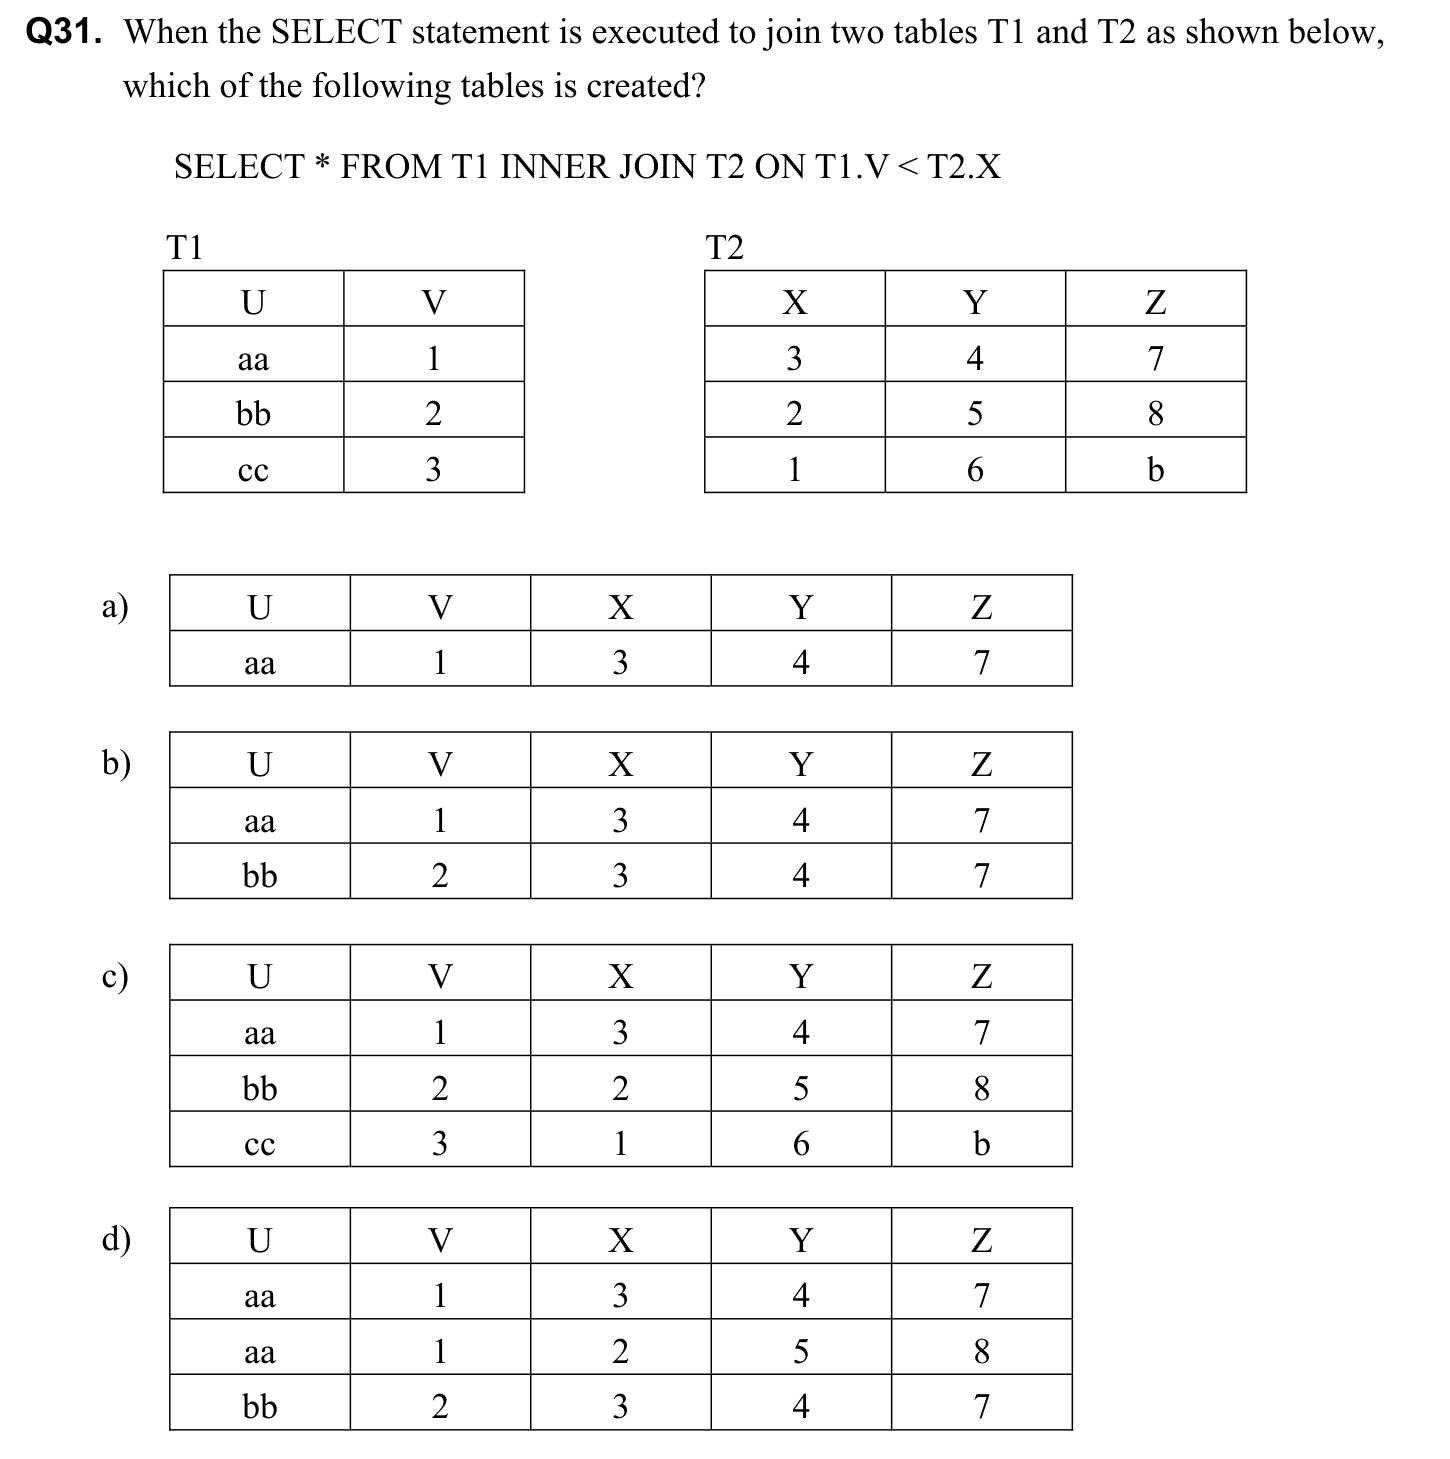 Q31. When the SELECT statement is executed to join two tables T1 and T2 as shown below,
which of the following tables is created?
SELECT * FROM T1 INNER JOIN T2 ON T1.V < T2.X
T1
U V
aa 1
bb 2
cc 3
T2
X Y Z
3 4 7
2 5 8
1 6 b
a)
U V X Y Z
aa 1 3 4 7
b)
U V X Y Z
aa 1 3 4 7
bb 2 3 4 7
c)
U V X Y Z
aa 1 3 4 7
bb 2 2 5 8
cc 3 1 6 b
d)
U V X Y Z
aa 1 3 4 7
aa 1 2 5 8
bb 2 3 4 7